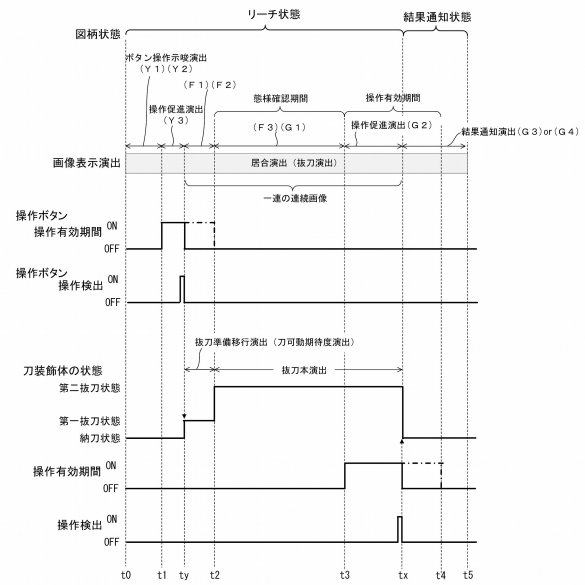 リーチ状態
結果通知状態
図柄状態
ボタン操作示唆演出
(Y1)(Y2)
(F1)(F2)
操作促進演出
(Y3)
態様確認期間
操作有効期間
(F3)(G1)
操作促進演出(G2)
結果通知演出(G3)or(G4)
画像表示演出
居合演出(抜刀演出)
一連の連続画像
操作ボタン
操作有効期間
ON
OFF
操作ボタン
操作検出
ON
OFF
抜刀準備移行演出(刀可動期待度演出)
刀装飾体の状態
抜刀本演出
第二抜刀状態
第一抜刀状態
納刀状態
操作有効期間
ON
OFF
操作検出
ON
OFF
t0 t1 ty t2 t3 tx t4 t5